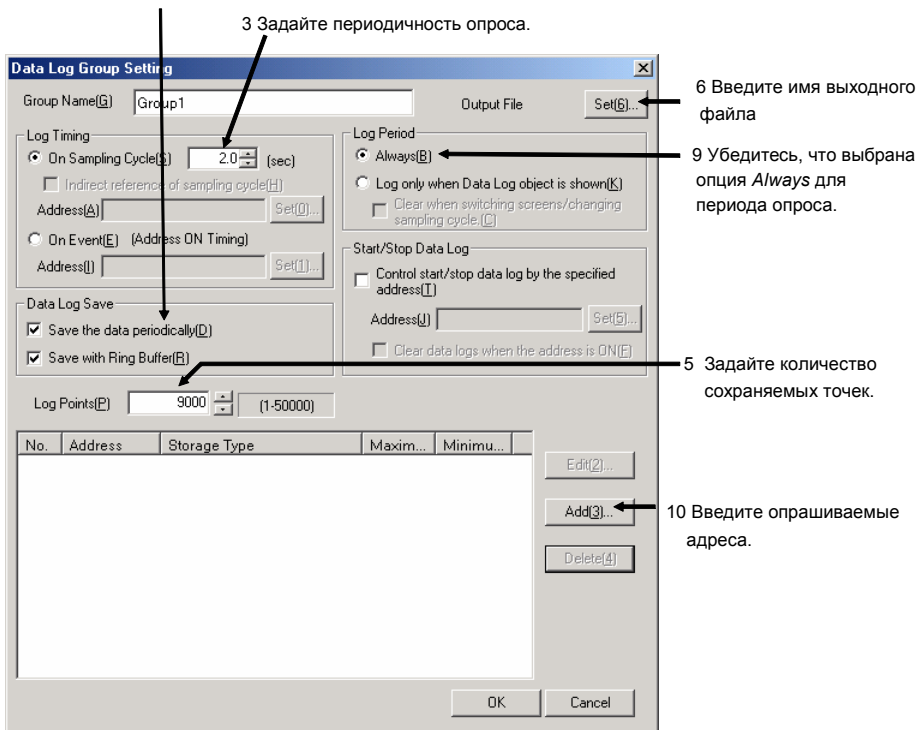 3 Задайте периодичность опроса.
Data Log Group Setting
Group Name(G) Group1 Output File Set(6)...
6 Введите имя выходного
файла
Log Timing
On Sampling Cycle(S) 2.0 (sec)
Indirect reference of sampling cycle(H)
Address(A) Set(0)...
On Event(E) (Address ON Timing)
Address(I) Set(1)...
Log Period
Always(B)
Log only when Data Log object is shown(K)
Clear when switching screens/changing
sampling cycle.(C)
9 Убедитесь, что выбрана
опция Always для
периода опроса.
Start/Stop Data Log
Control start/stop data log by the specified
address(T)
Address(J) Set(5)...
Clear data logs when the address is ON(F)
Data Log Save
Save the data periodically(D)
Save with Ring Buffer(R)
5 Задайте количество
сохраняемых точек.
Log Points(P) 9000 (1-50000)
No. Address Storage Type Maxim... Minimu...
Edit(2)...
Add(3)...
Delete(4)
10 Введите опрашиваемые
адреса.
OK Cancel